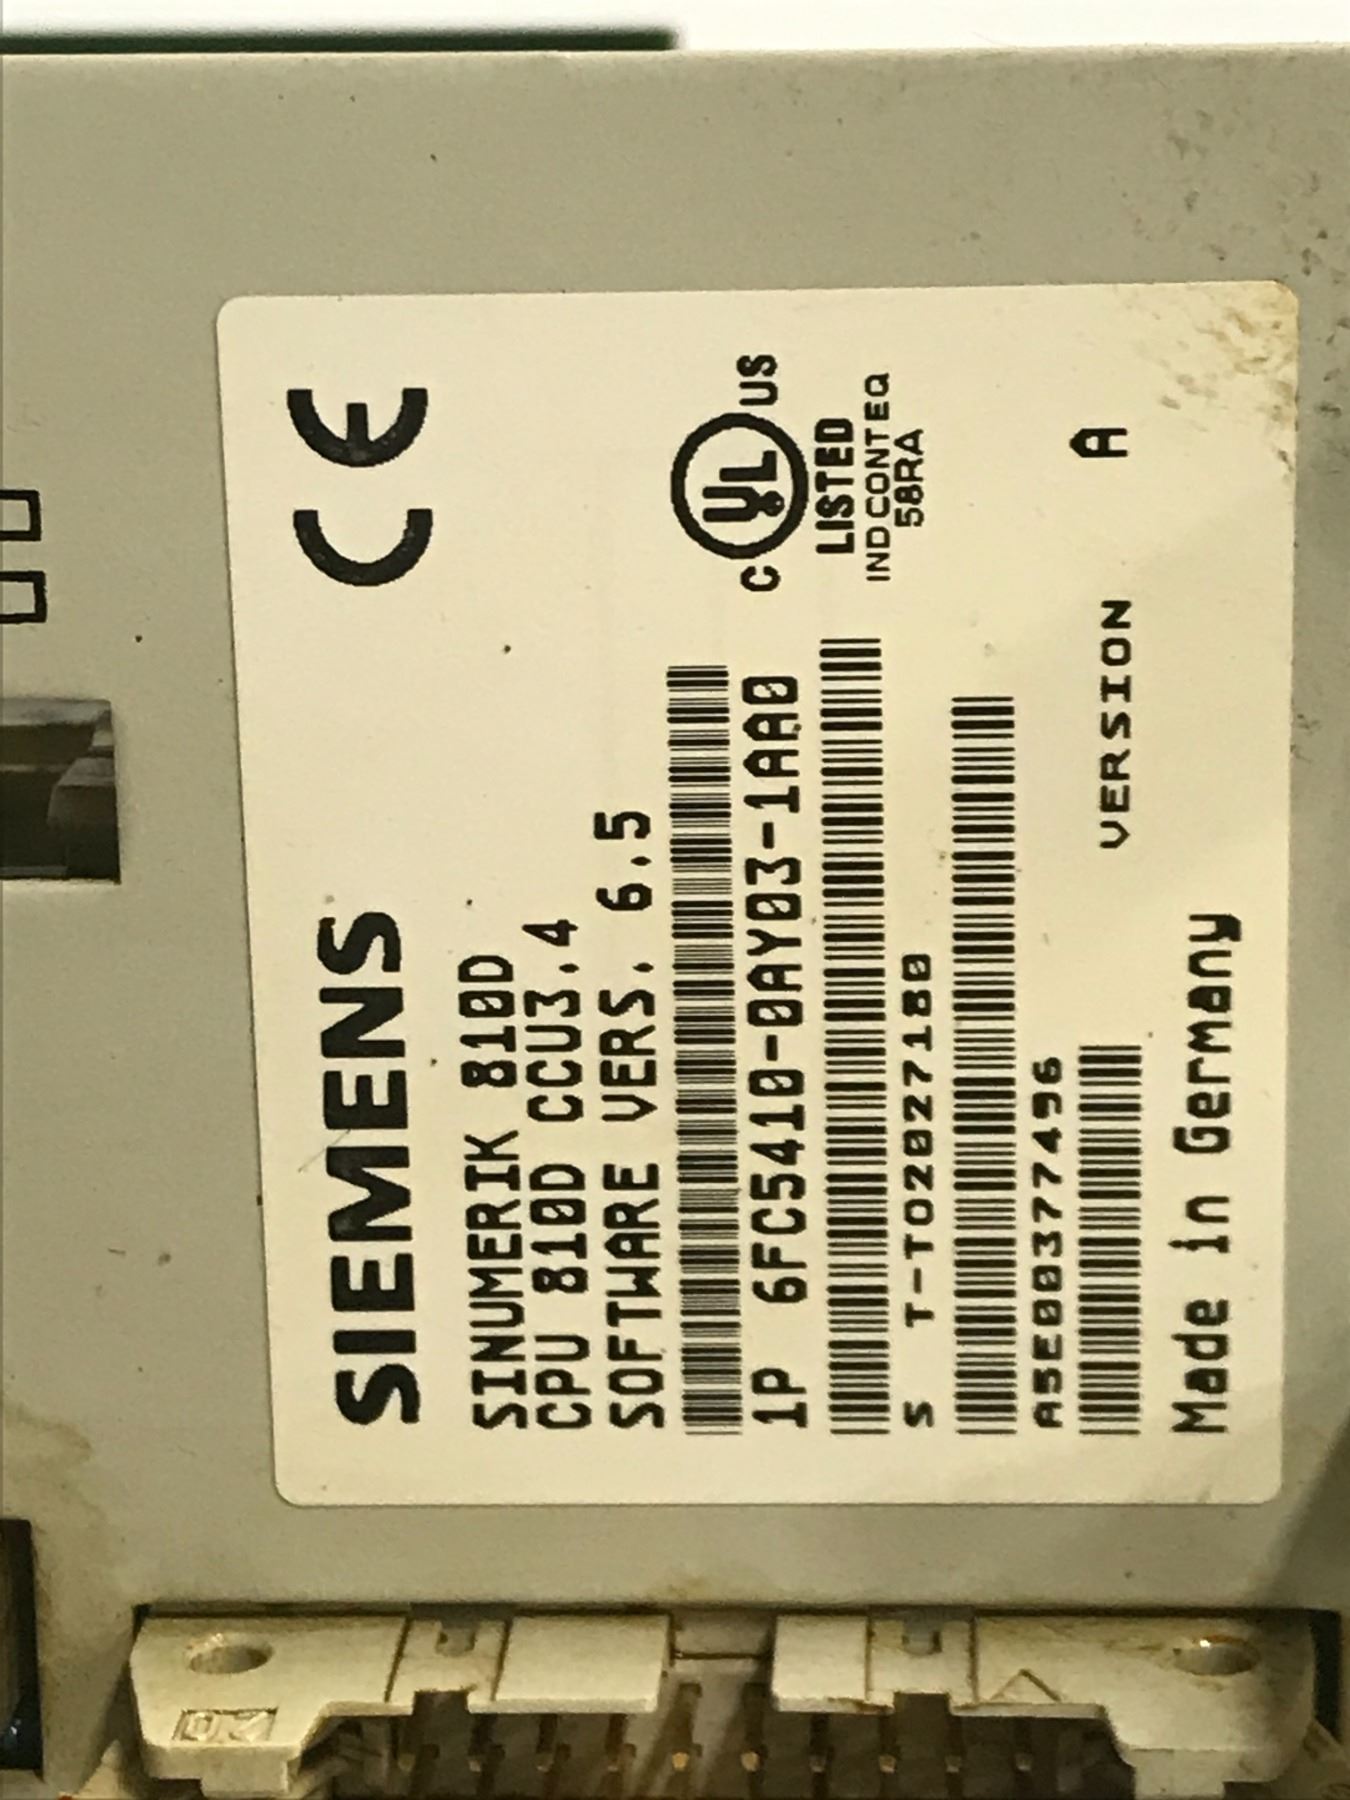 SIEMENS
CE
SINUMERIK 810D
CPU 810D CCU3.4
SOFTWARE VERS. 6.5
1P 6FC5410-0AY03-1AA0
C UL US
LISTED
IND CONT EQ
58RA
S T-T02027180
A5E00377496
VERSION A
Made in Germany